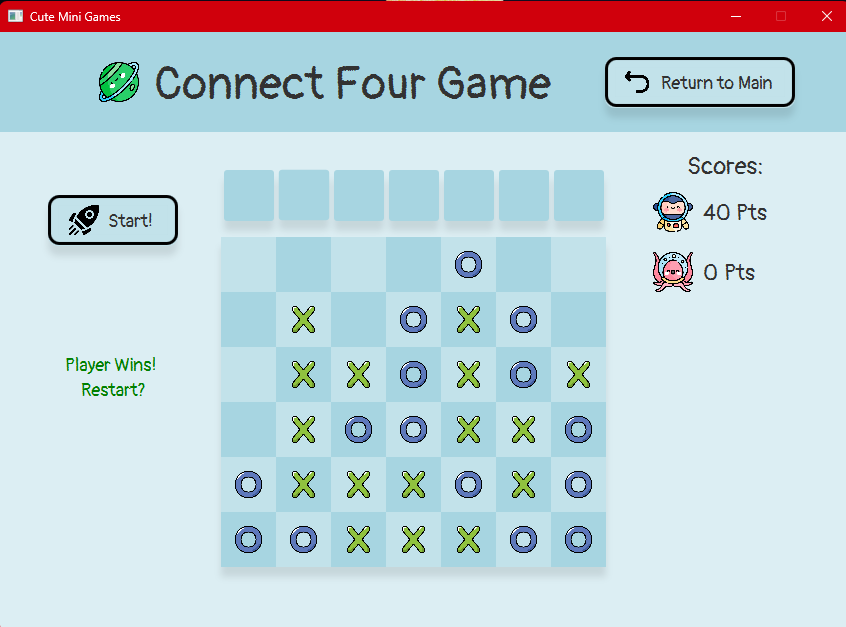 Cute Mini Games
Connect Four Game
Return to Main
Scores:
Start!
40 Pts
0 Pts
Player Wins!
Restart?
O
X O X O
X X O X O X
X O O X X O
O X X X O X O
O O X X X O O